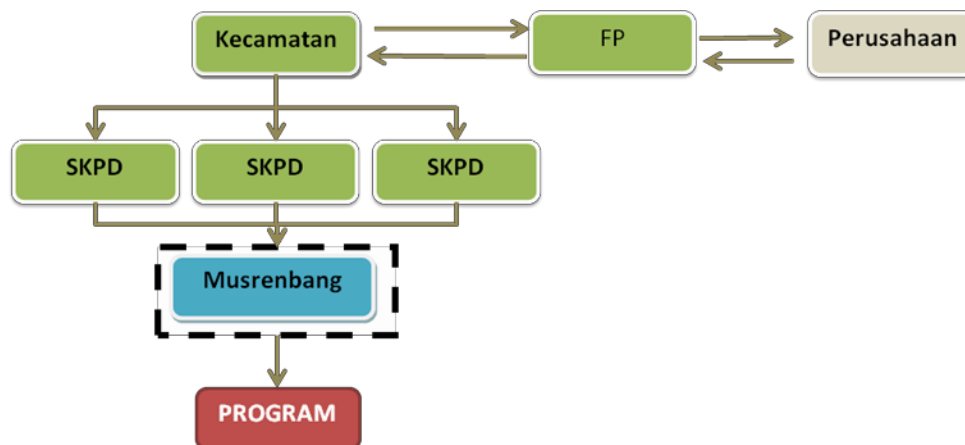 Kecamatan
FP
Perusahaan
SKPD
SKPD
SKPD
Musrenbang
PROGRAM